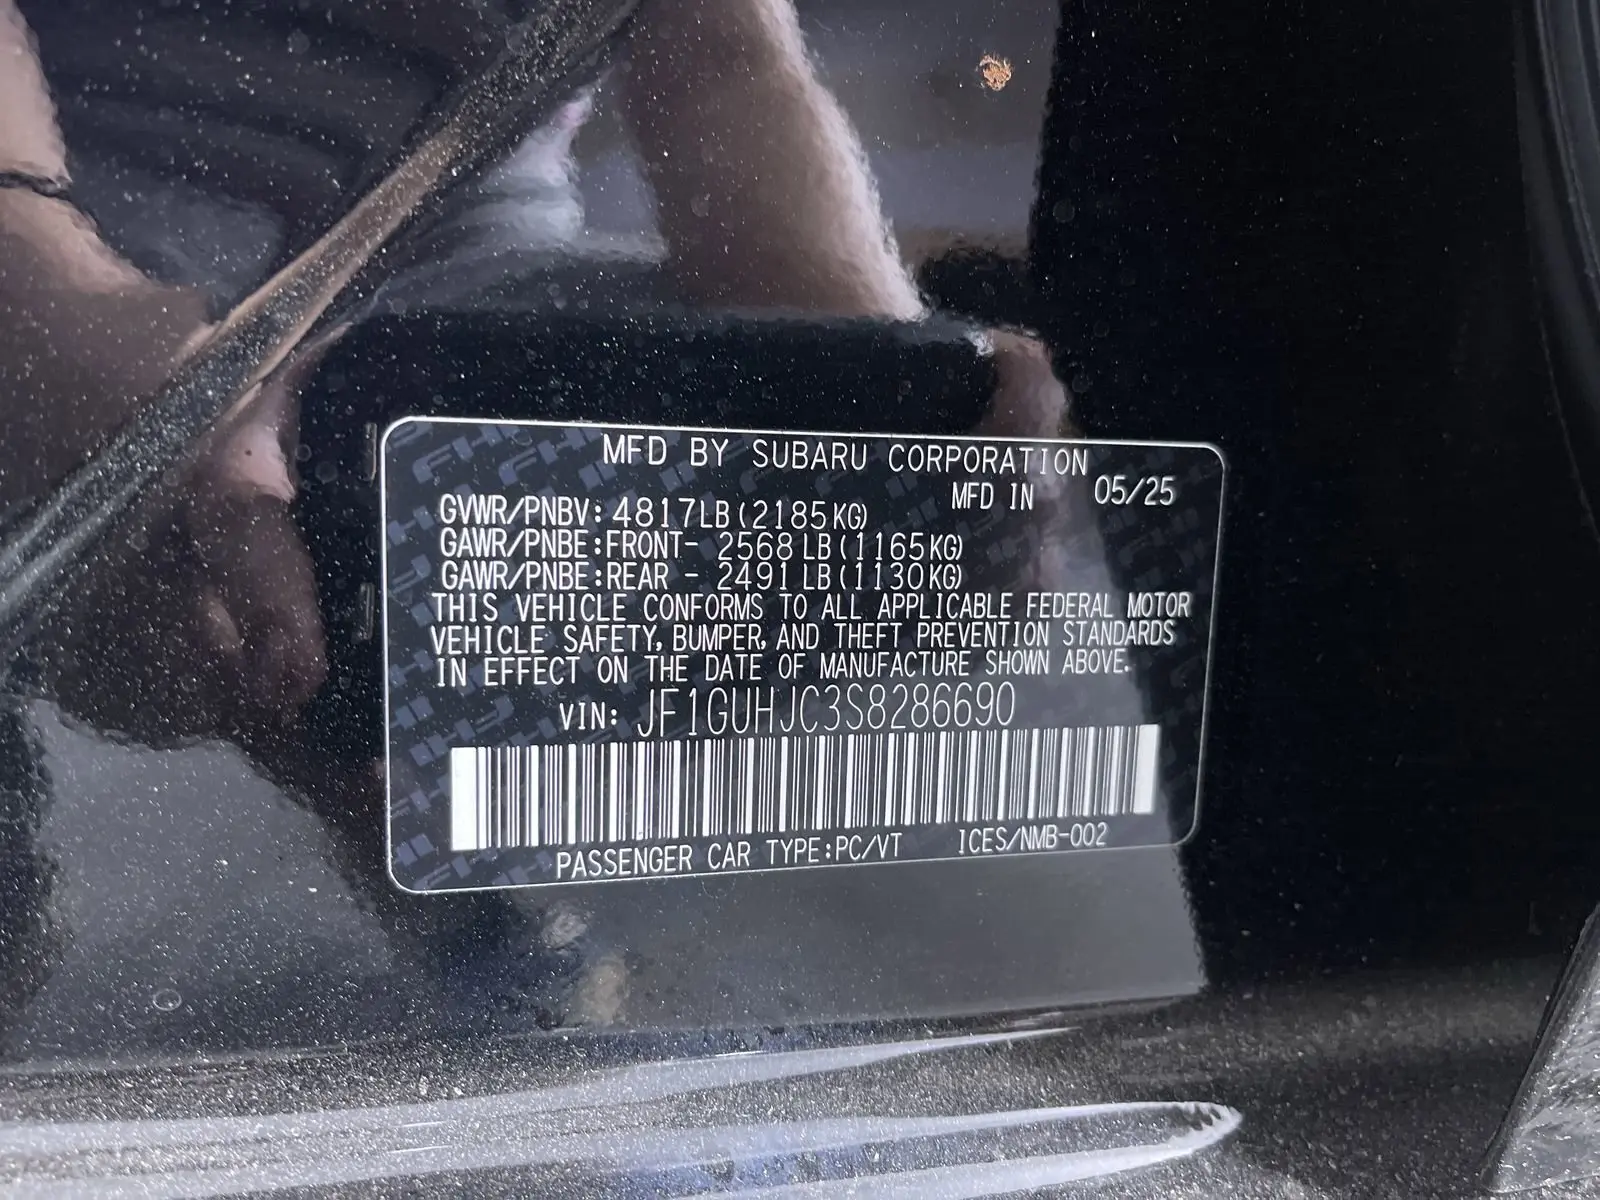 MFD BY SUBARU CORPORATION
MFD IN 05/25
GVWR/PNBV: 4817LB(2185KG)
GAWR/PNBE:FRONT- 2568LB(1165KG)
GAWR/PNBE:REAR - 2491LB(1130KG)
THIS VEHICLE CONFORMS TO ALL APPLICABLE FEDERAL MOTOR
VEHICLE SAFETY, BUMPER, AND THEFT PREVENTION STANDARDS
IN EFFECT ON THE DATE OF MANUFACTURE SHOWN ABOVE.
VIN: JF1GUHJC3S8286690
PASSENGER CAR TYPE:PC/VT ICES/NMB-002